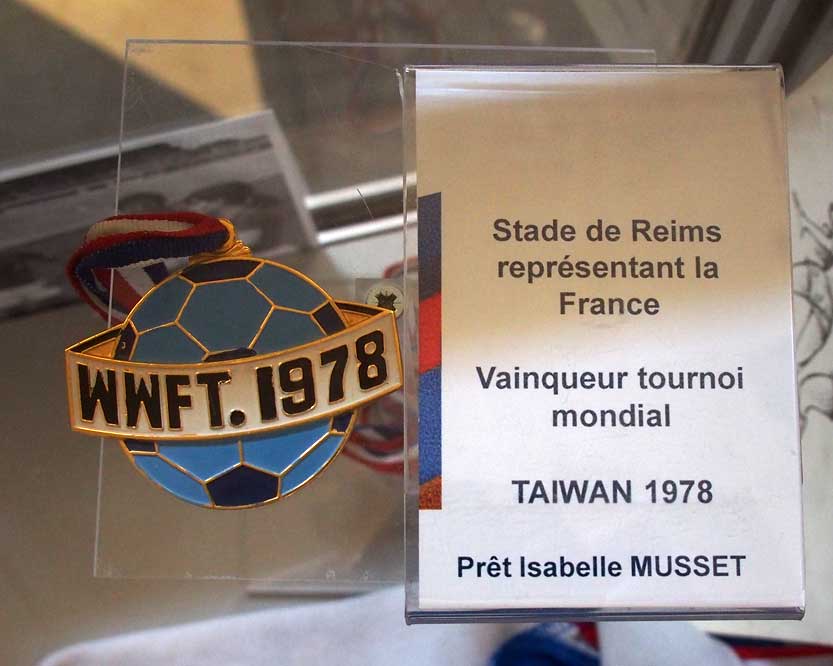 WWFT. 1978
Stade de Reims
représentant la
France
Vainqueur tournoi
mondial
TAIWAN 1978
Prêt Isabelle MUSSET